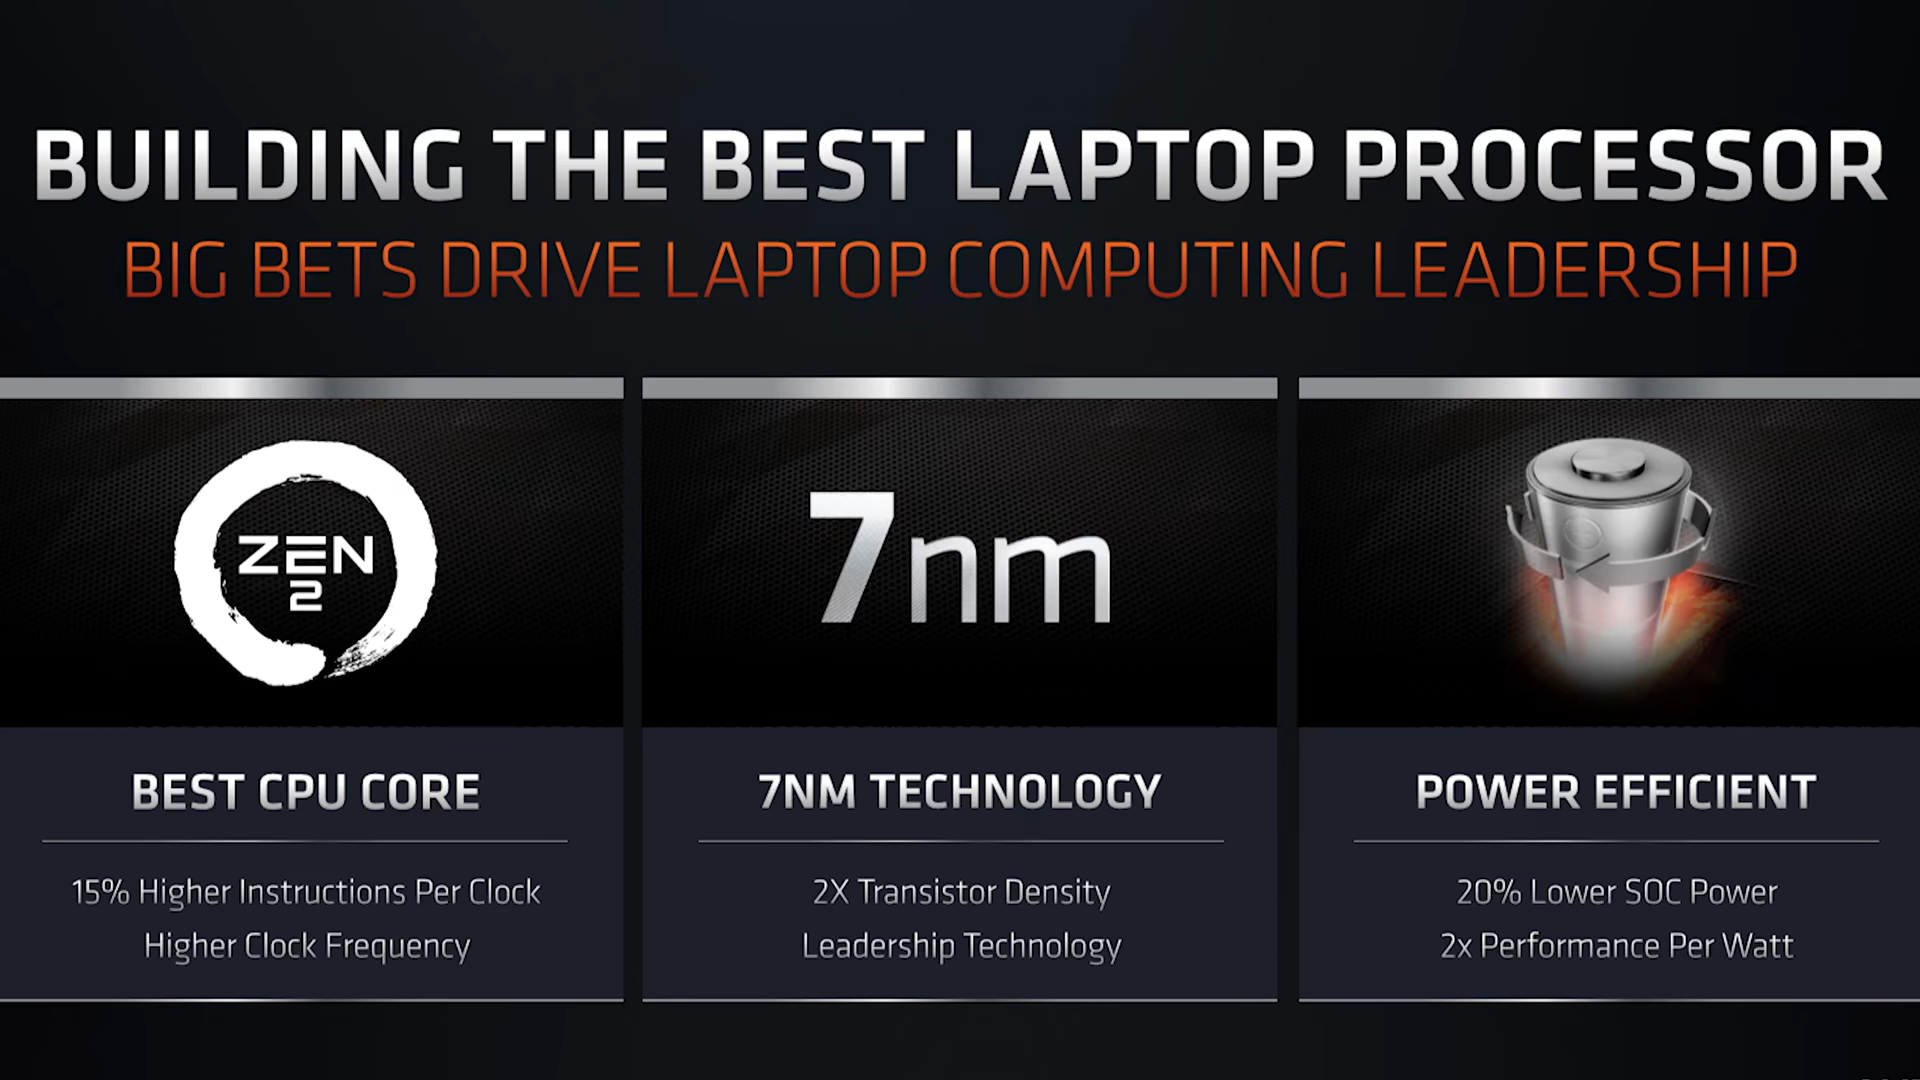 BUILDING THE BEST LAPTOP PROCESSOR
BIG BETS DRIVE LAPTOP COMPUTING LEADERSHIP
ZEN
2
BEST CPU CORE
15% Higher Instructions Per Clock
Higher Clock Frequency
7nm
7NM TECHNOLOGY
2X Transistor Density
Leadership Technology
POWER EFFICIENT
20% Lower SOC Power
2x Performance Per Watt